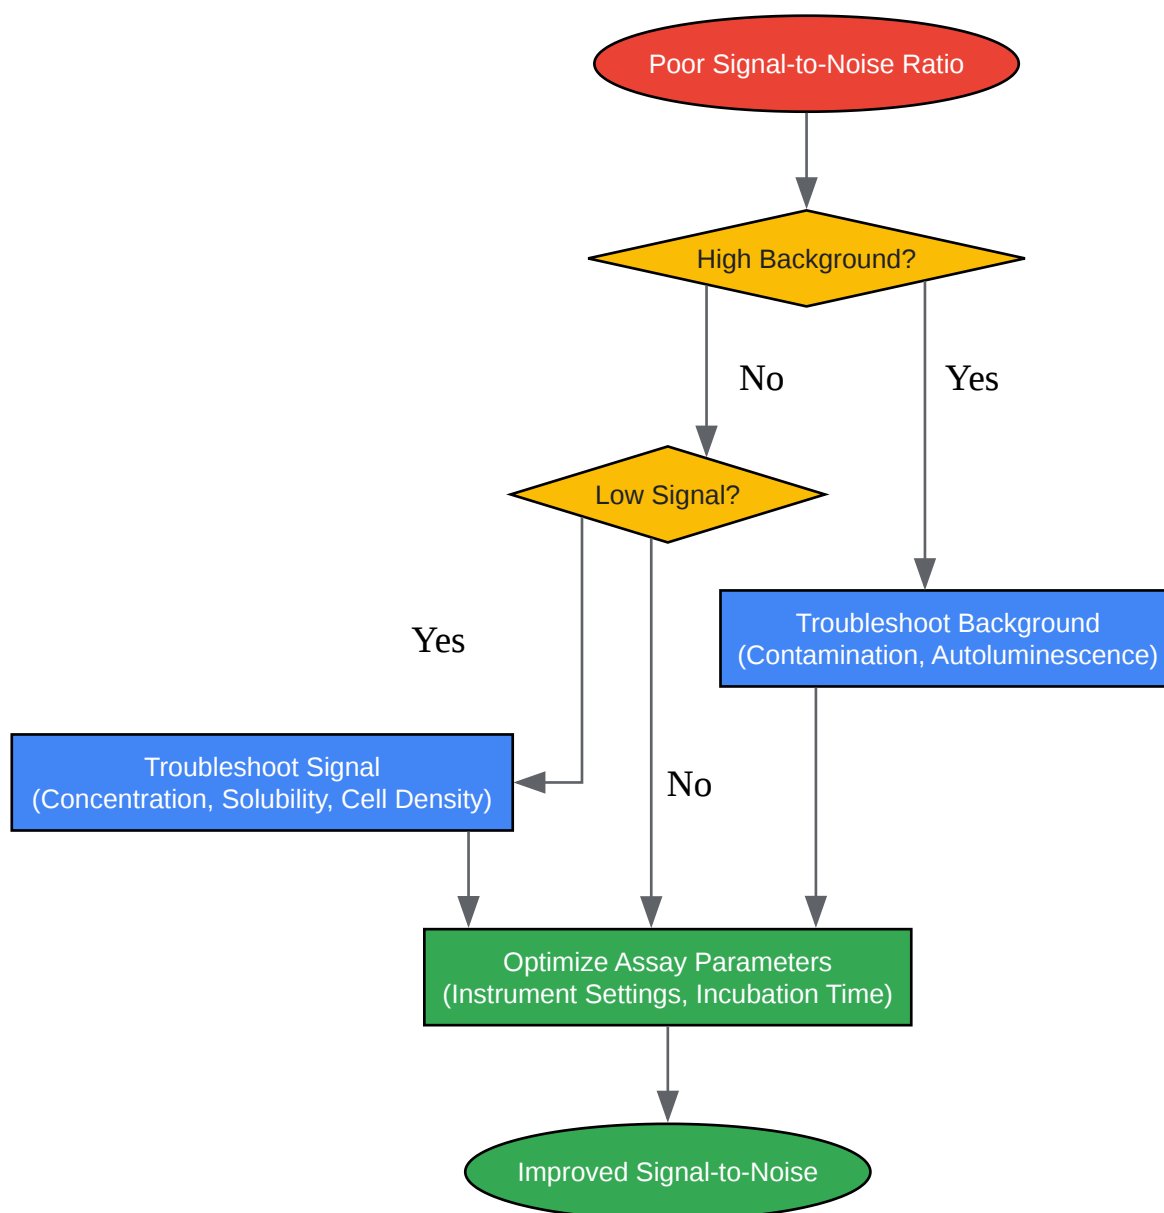 Poor Signal-to-Noise Ratio
High Background?
No
Yes
Low Signal?
Troubleshoot Background
(Contamination, Autoluminescence)
Yes
Troubleshoot Signal
(Concentration, Solubility, Cell Density)
No
Optimize Assay Parameters
(Instrument Settings, Incubation Time)
Improved Signal-to-Noise